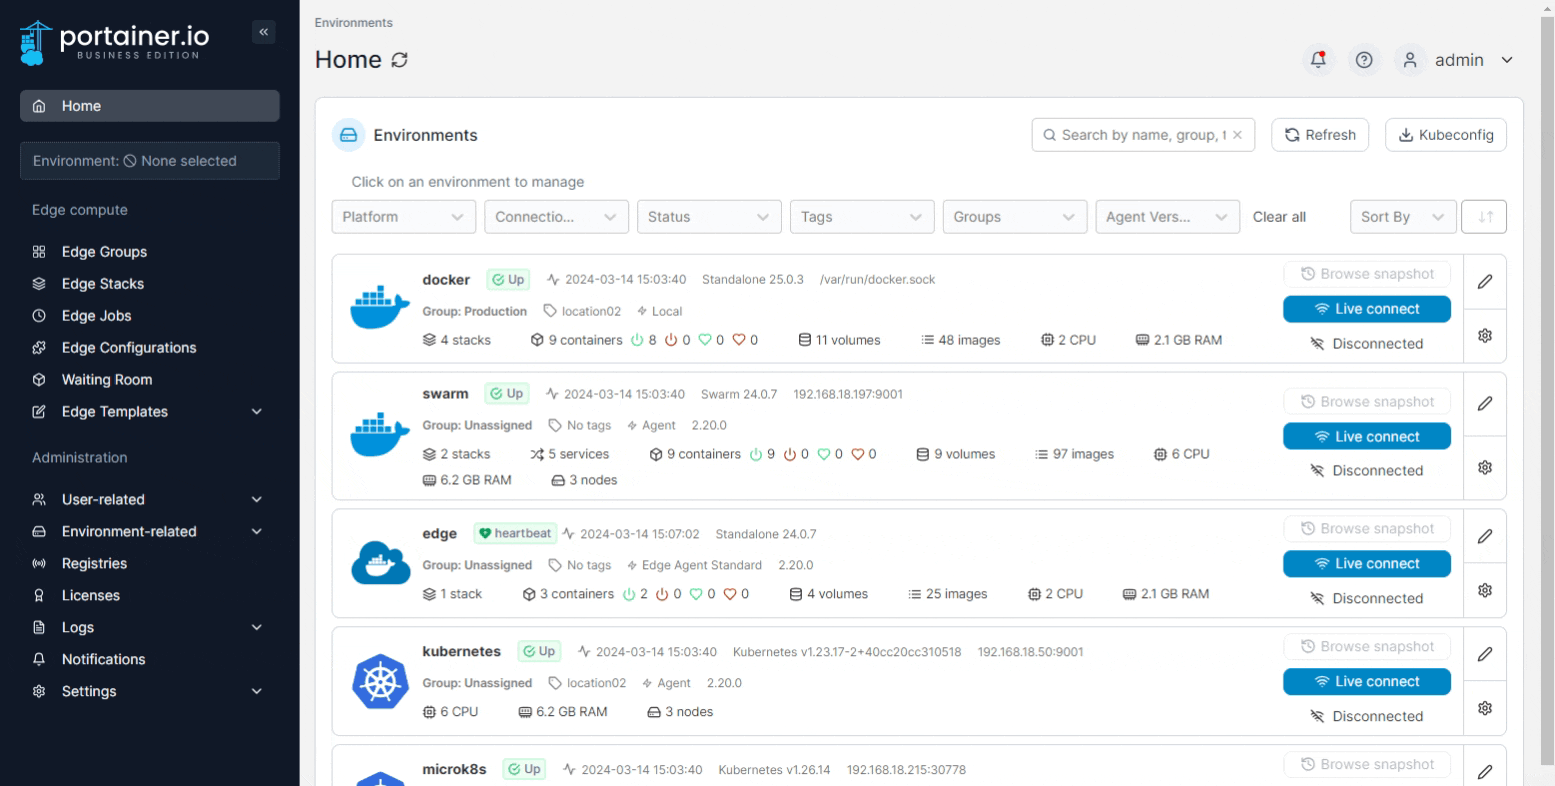 portainer.io
BUSINESS EDITION
«
Home
Environment: None selected
Edge compute
Edge Groups
Edge Stacks
Edge Jobs
Edge Configurations
Waiting Room
Edge Templates
Administration
User-related
Environment-related
Registries
Licenses
Logs
Notifications
Settings
Environments
Home
admin
Environments
Search by name, group, t
Refresh
Kubeconfig
Click on an environment to manage
Platform Connectio... Status Tags Groups Agent Vers... Clear all Sort By
docker Up 2024-03-14 15:03:40 Standalone 25.0.3 /var/run/docker.sock
Group: Production location02 Local
4 stacks 9 containers 8 0 0 0 11 volumes 48 images 2 CPU 2.1 GB RAM
Browse snapshot
Live connect
Disconnected
swarm Up 2024-03-14 15:03:40 Swarm 24.0.7 192.168.18.197:9001
Group: Unassigned No tags Agent 2.20.0
2 stacks 5 services 9 containers 9 0 0 0 9 volumes 97 images 6 CPU
6.2 GB RAM 3 nodes
Browse snapshot
Live connect
Disconnected
edge heartbeat 2024-03-14 15:07:02 Standalone 24.0.7
Group: Unassigned No tags Edge Agent Standard 2.20.0
1 stack 3 containers 2 0 0 0 4 volumes 25 images 2 CPU 2.1 GB RAM
Browse snapshot
Live connect
Disconnected
kubernetes Up 2024-03-14 15:03:40 Kubernetes v1.23.17-2+40cc20cc310518 192.168.18.50:9001
Group: Unassigned location02 Agent 2.20.0
6 CPU 6.2 GB RAM 3 nodes
Browse snapshot
Live connect
Disconnected
microk8s Up 2024-03-14 15:03:40 Kubernetes v1.26.14 192.168.18.215:30778
Browse snapshot